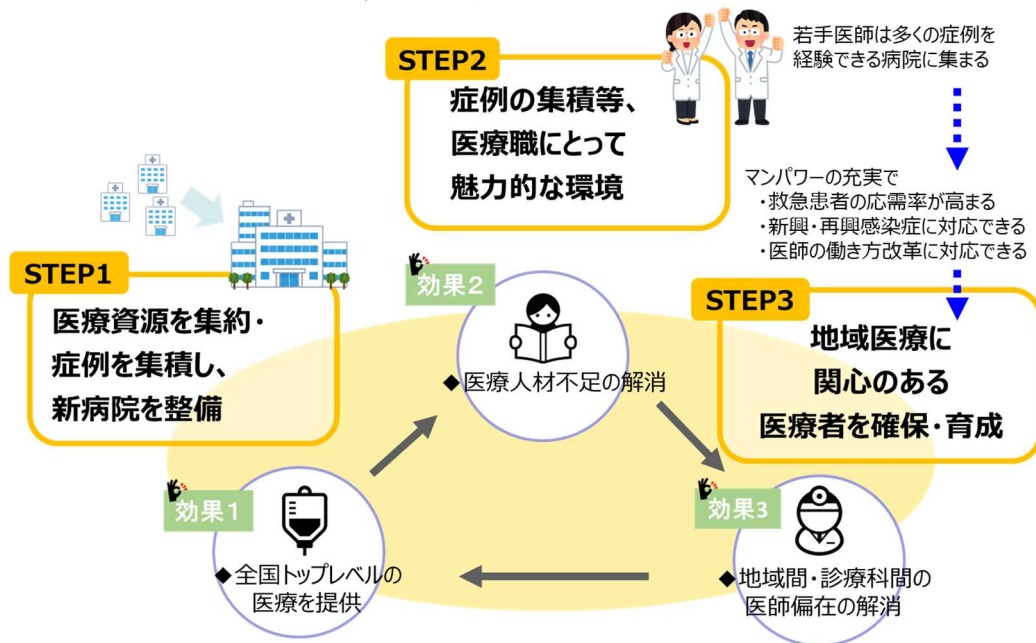 STEP1
医療資源を集約・
症例を集積し、
新病院を整備
STEP2
症例の集積等、
医療職にとって
魅力的な環境
若手医師は多くの症例を
経験できる病院に集まる
マンパワーの充実で
・救急患者の応需率が高まる
・新興・再興感染症に対応できる
・医師の働き方改革に対応できる
STEP3
地域医療に
関心のある
医療者を確保・育成
効果1
◆全国トップレベルの
医療を提供
効果2
◆医療人材不足の解消
効果3
◆地域間・診療科間の
医師偏在の解消